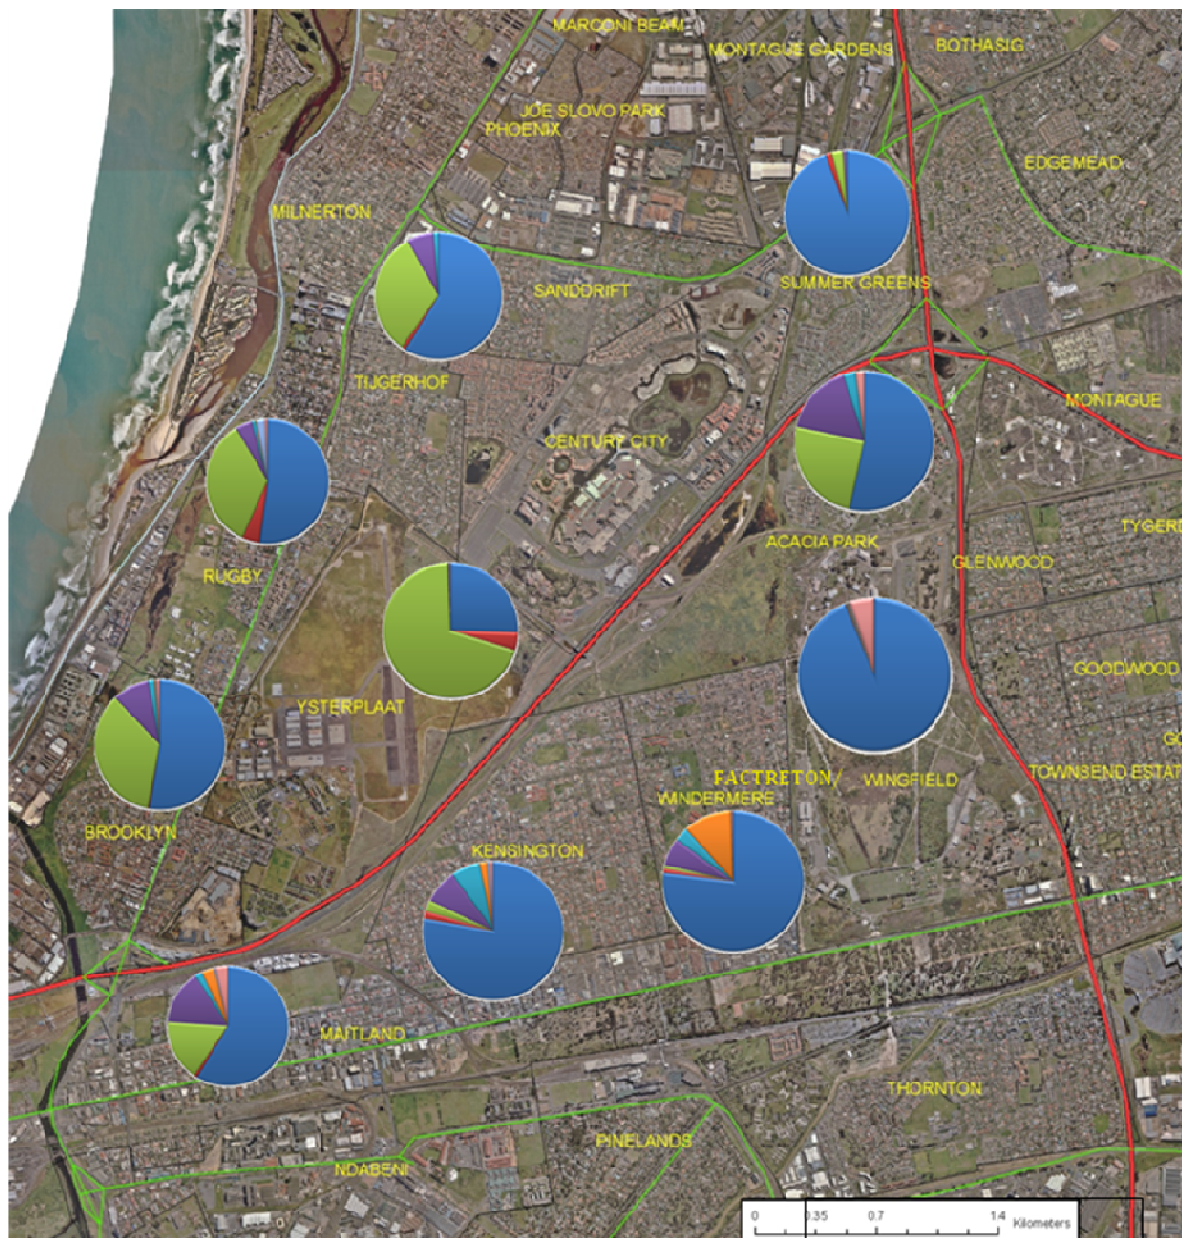 MARCONI BEAM
MONTAGUE GARDENS
BOTHASIG
JOE SLOVO PARK
PHOENIX
EDGEMEAD
MILNERTON
SANDDRIFT
SUMMER GREENS
TIJGERHOF
MONTAGUE
CENTURY CITY
ACACIA PARK
TYGERD
GLENWOOD
RUGBY
GOODWOOD
YSTERPLAAT
GO
TOWNSEND ESTAT
FACTRETON/
WINGFIELD
WINDERMERE
BROOKLYN
KENSINGTON
MAITLAND
THORNTON
PINELANDS
NDABENI
0 0.35 0.7 1.4 Kilometers